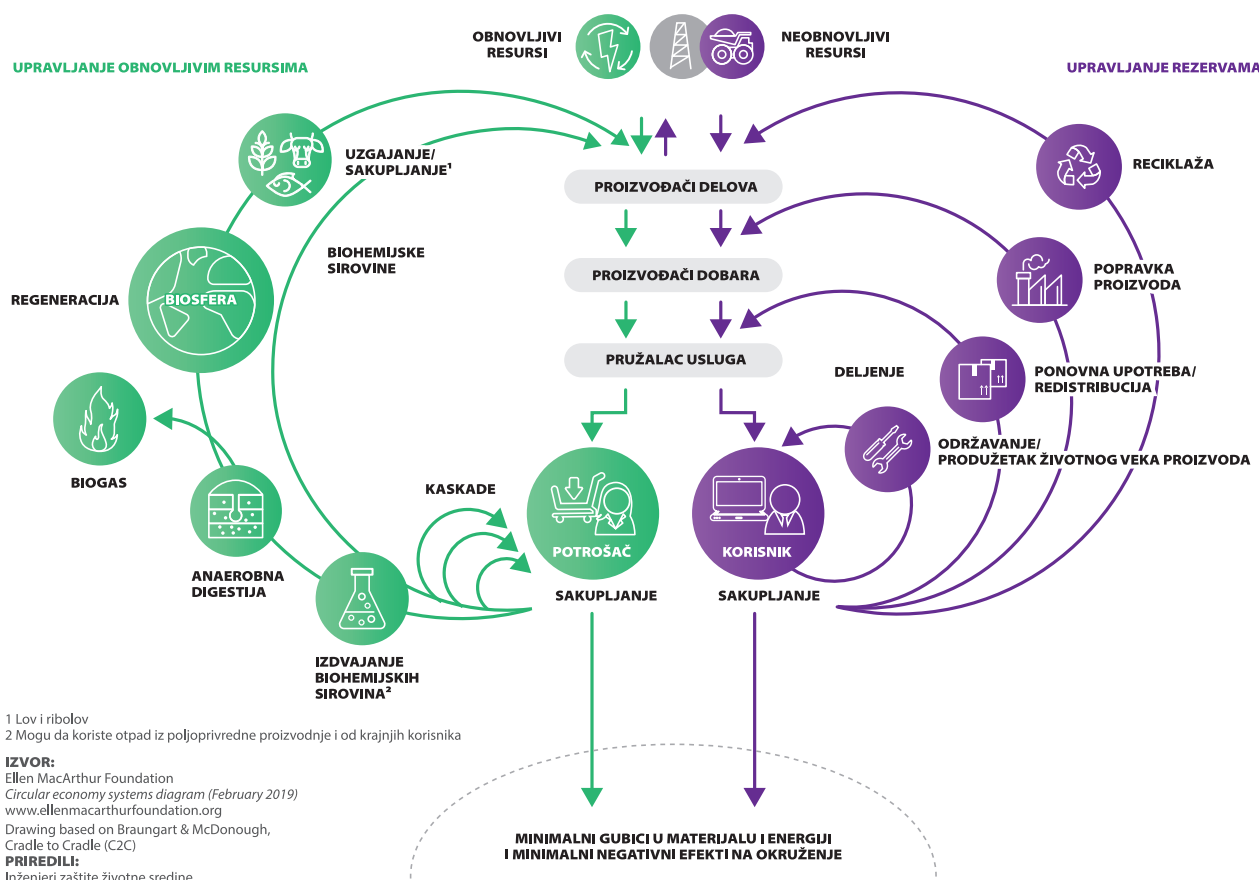 OBNOVLJIVI
RESURSI
NEOBNOVLJIVI
RESURSI
UPRAVLJANJE OBNOVLJIVIM RESURSIMA
UPRAVLJANJE REZERVAMA
UZGAJANJE/
SAKUPLJANJE¹
RECIKLAŽA
PROIZVOĐAČI DELOVA
BIOHEMIJSKE
SIROVINE
POPRAVKA
PROIZVODA
PROIZVOĐAČI DOBARA
REGENERACIJA
BIOSFERA
PRUŽALAC USLUGA
DELJENJE
PONOVNA UPOTREBA/
REDISTRIBUCIJA
ODRŽAVANJE/
PRODUŽETAK ŽIVOTNOG VEKA PROIZVODA
BIOGAS
KASKADE
POTROŠAČ
KORISNIK
ANAEROBNA
DIGESTIJA
SAKUPLJANJE
SAKUPLJANJE
IZDVAJANJE
BIOHEMIJSKIH
SIROVINA²
1 Lov i ribolov
2 Mogu da koriste otpad iz poljoprivredne proizvodnje i od krajnjih korisnika
IZVOR:
Ellen MacArthur Foundation
Circular economy systems diagram (February 2019)
www.ellenmacarthurfoundation.org
Drawing based on Braungart & McDonough,
Cradle to Cradle (C2C)
PRIREDILI:
Inženjeri zaštite životne sredine
MINIMALNI GUBICI U MATERIJALU I ENERGIJI
I MINIMALNI NEGATIVNI EFEKTI NA OKRUŽENJE